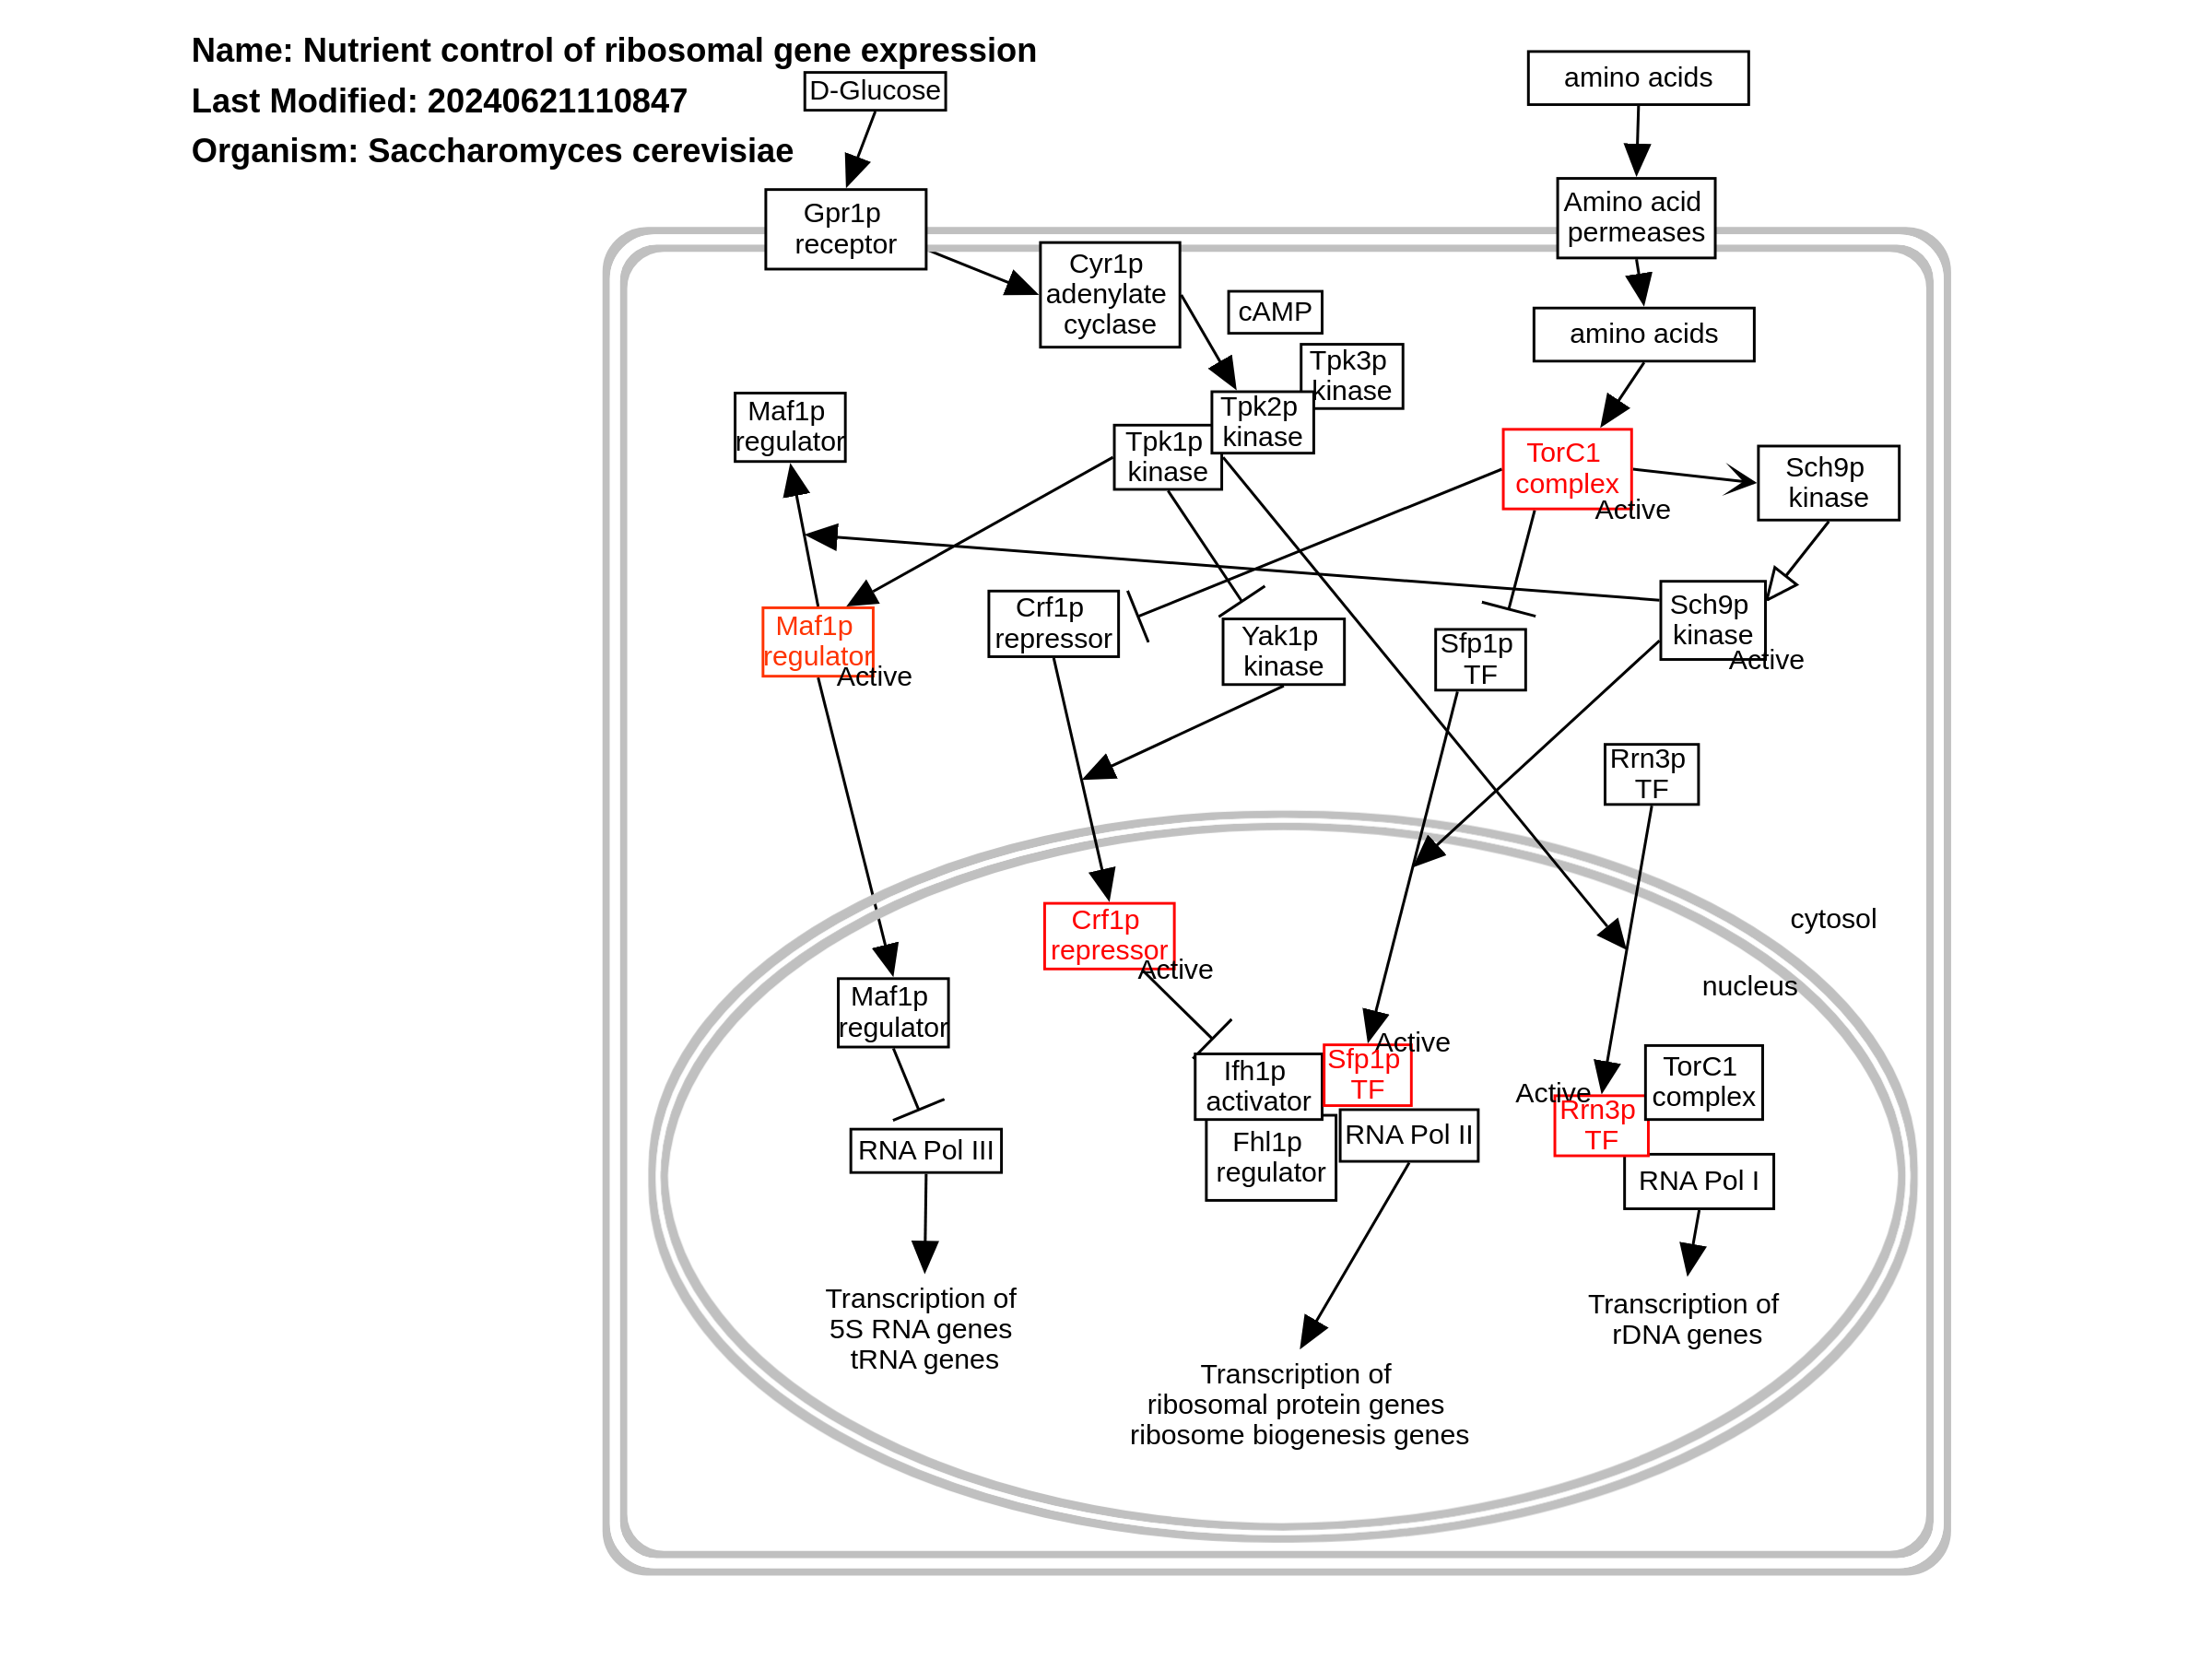 Name: Nutrient control of ribosomal gene expression
Last Modified: 20240621110847
Organism: Saccharomyces cerevisiae
D-Glucose
amino acids
Gpr1p
receptor
Amino acid
permeases
Cyr1p
adenylate
cyclase
cAMP
amino acids
Tpk3p
kinase
Tpk2p
kinase
Tpk1p
kinase
Maf1p
regulator
TorC1
complex
Active
Sch9p
kinase
Maf1p
regulator
Active
Crf1p
repressor
Yak1p
kinase
Sfp1p
TF
Sch9p
kinase
Active
Rrn3p
TF
cytosol
nucleus
Crf1p
repressor
Active
Maf1p
regulator
Ifh1p
activator
Active
Sfp1p
TF
Fhl1p
regulator
RNA Pol II
Active
Rrn3p
TF
TorC1
complex
RNA Pol I
RNA Pol III
Transcription of
5S RNA genes
tRNA genes
Transcription of
ribosomal protein genes
ribosome biogenesis genes
Transcription of
rDNA genes